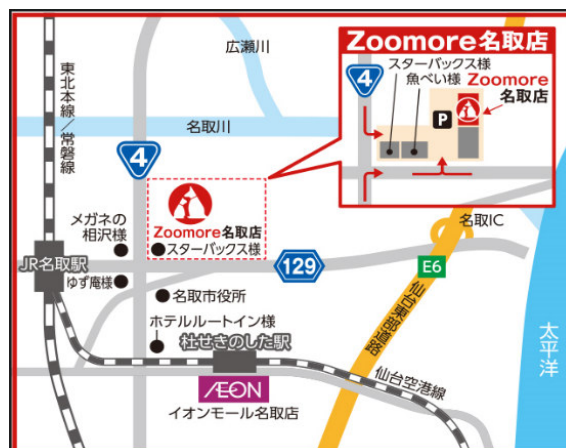 Zoomore名取店
4
スターバックス様
魚べい様
Zoomore
名取店
P
広瀬川
東北本線/常磐線
名取川
4
Zoomore名取店
メガネの
相沢様
スターバックス様
名取IC
JR名取駅
129
E6
ゆず庵様
名取市役所
仙台東部道路
太平洋
ホテルルートイン様
杜せきのした駅
仙台空港線
ÆON
イオンモール名取店